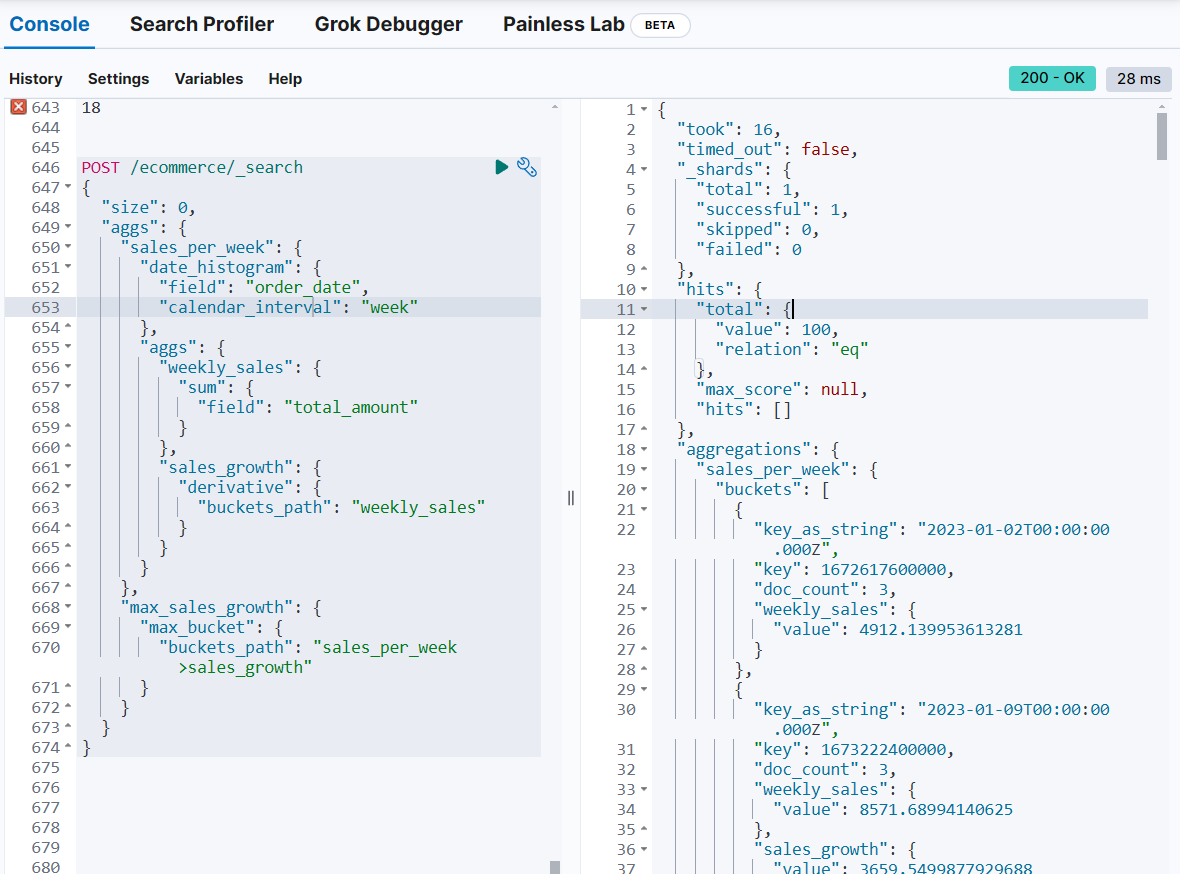 Console Search Profiler Grok Debugger Painless Lab BETA
History Settings Variables Help 200 - OK 28 ms
643 18
644
645
646 POST /ecommerce/_search
647 {
648 "size": 0,
649 "aggs": {
650 "sales_per_week": {
651 "date_histogram": {
652 "field": "order_date",
653 "calendar_interval": "week"
654 },
655 "aggs": {
656 "weekly_sales": {
657 "sum": {
658 "field": "total_amount"
659 }
660 },
661 "sales_growth": {
662 "derivative": {
663 "buckets_path": "weekly_sales"
664 }
665 }
666 }
667 },
668 "max_sales_growth": {
669 "max_bucket": {
670 "buckets_path": "sales_per_week
>sales_growth"
671 }
672 }
673 }
674 }
675
676
677
678
679
680
1 {
2 "took": 16,
3 "timed_out": false,
4 "_shards": {
5 "total": 1,
6 "successful": 1,
7 "skipped": 0,
8 "failed": 0
9 },
10 "hits": {
11 "total": {
12 "value": 100,
13 "relation": "eq"
14 },
15 "max_score": null,
16 "hits": []
17 },
18 "aggregations": {
19 "sales_per_week": {
20 "buckets": [
21 {
22 "key_as_string": "2023-01-02T00:00:00
.000Z",
23 "key": 1672617600000,
24 "doc_count": 3,
25 "weekly_sales": {
26 "value": 4912.139953613281
27 }
28 },
29 {
30 "key_as_string": "2023-01-09T00:00:00
.000Z",
31 "key": 1673222400000,
32 "doc_count": 3,
33 "weekly_sales": {
34 "value": 8571.68994140625
35 },
36 "sales_growth": {
37 "value": 3659.5499877929688